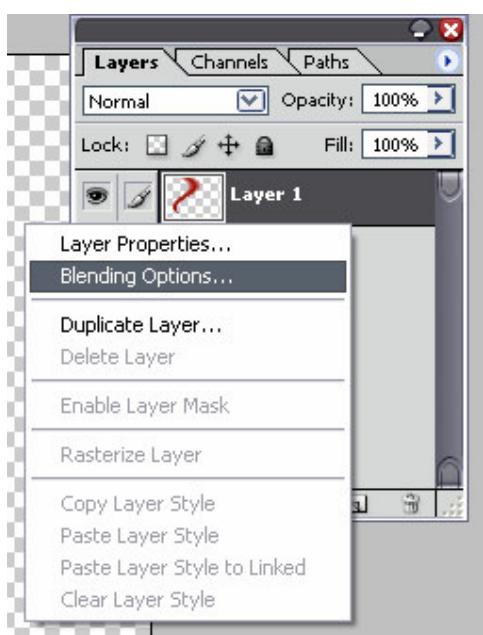 Layers Channels Paths
Normal Opacity: 100%
Lock: Fill: 100%
Layer 1
Layer Properties...
Blending Options...
Duplicate Layer...
Delete Layer
Enable Layer Mask
Rasterize Layer
Copy Layer Style
Paste Layer Style
Paste Layer Style to Linked
Clear Layer Style